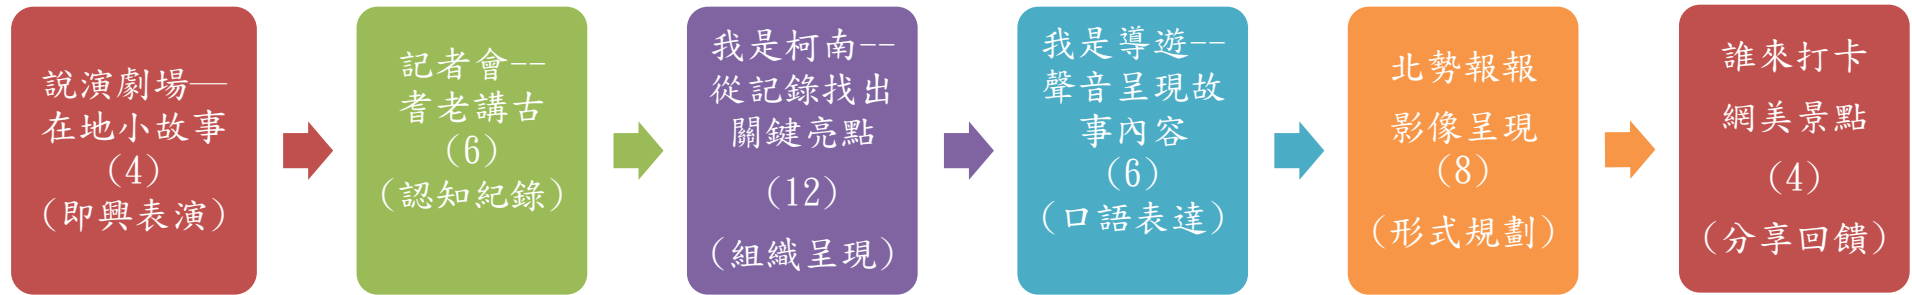 說演劇場—
在地小故事
(4)
(即興表演)
記者會--
耆老講古
(6)
(認知紀錄)
我是柯南--
從記錄找出
關鍵亮點
(12)
(組織呈現)
我是導遊--
聲音呈現故
事內容
(6)
(口語表達)
北勢報報
影像呈現
(8)
(形式規劃)
誰來打卡
網美景點
(4)
(分享回饋)